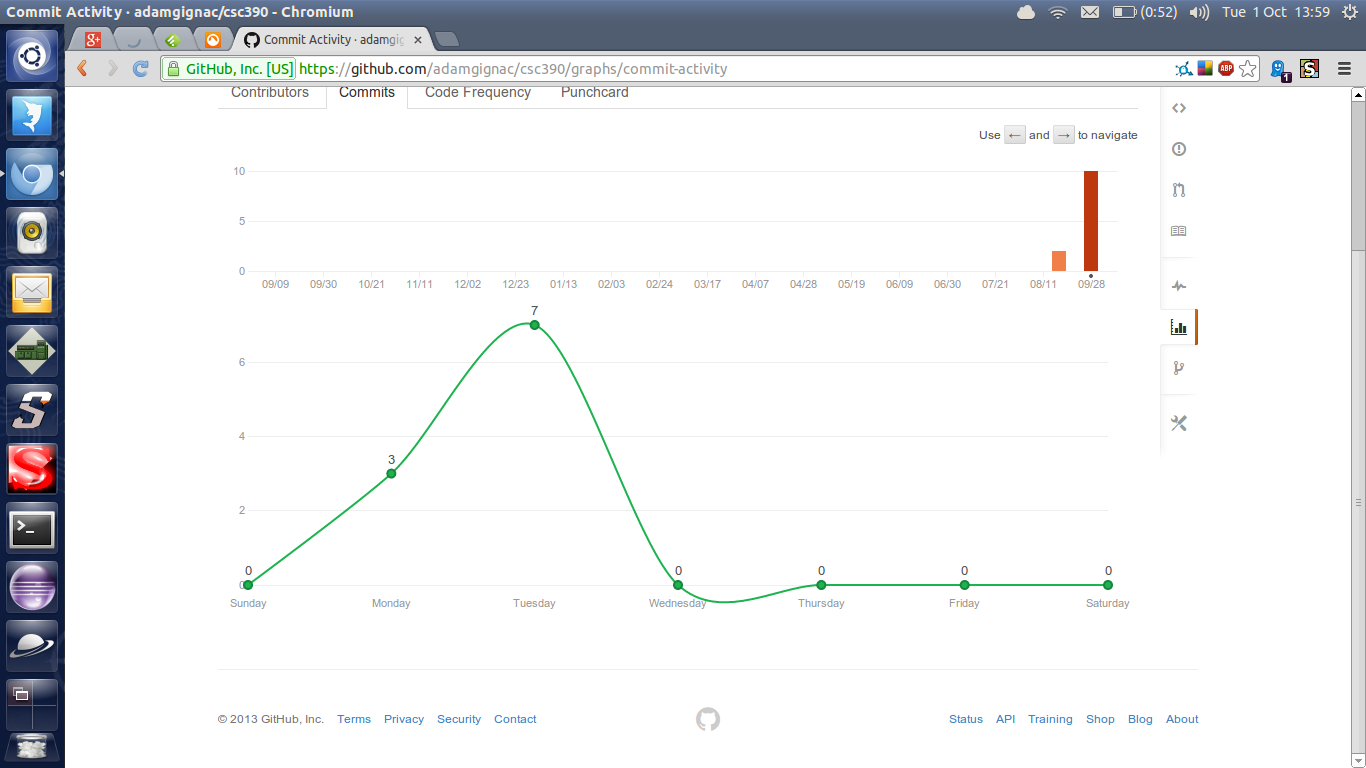 Commit Activity · adamgignac/csc390 - Chromium (0:52) Tue 1 Oct 13:59
Commit Activity · adamgig
GitHub, Inc. [US] https://github.com/adamgignac/csc390/graphs/commit-activity
ABP 1 S
Contributors Commits Code Frequency Punchcard
Use ← and → to navigate
10
5
0
09/09 09/30 10/21 11/11 12/02 12/23 01/13 02/03 02/24 03/17 04/07 04/28 05/19 06/09 06/30 07/21 08/11 09/28
7
6
4
3
2
0 0 0 0 0
0
Sunday Monday Tuesday Wednesday Thursday Friday Saturday
© 2013 GitHub, Inc. Terms Privacy Security Contact Status API Training Shop Blog About